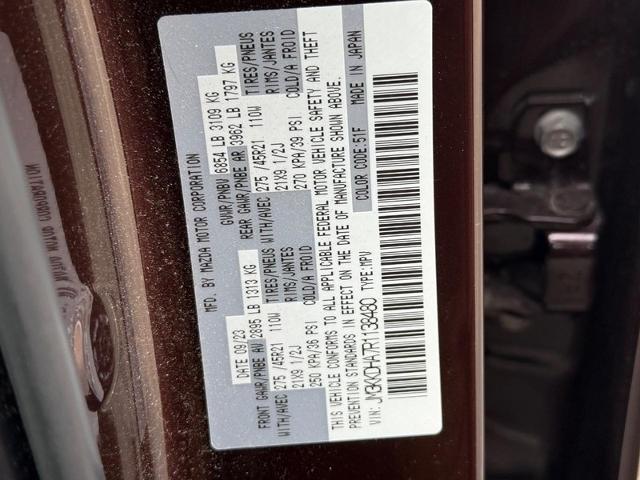 MFD. BY MAZDA MOTOR CORPORATION
DATE 09/23 GVWR/PNBV 6854 LB 3109 KG
FRONT GAWR/PNBE AV 2895 LB 1313 KG REAR GAWR/PNBE AR 3962 LB 1797 KG
WITH/AVEC 275 /45R21 110W TIRES/PNEUS WITH/AVEC 275 /45R21 110W TIRES/PNEUS
21X9 1/2J RIMS/JANTES 21X9 1/2J RIMS/JANTES
250 KPA/36 PSI COLD/A FROID 270 KPA/39 PSI COLD/A FROID
THIS VEHICLE CONFORMS TO ALL APPLICABLE FEDERAL MOTOR VEHICLE SAFETY AND THEFT
PREVENTION STANDARDS IN EFFECT ON THE DATE OF MANUFACTURE SHOWN ABOVE.
VIN: JM3KKDHA7R1138480 TYPE:MPV COLOR CODE:51F MADE IN JAPAN